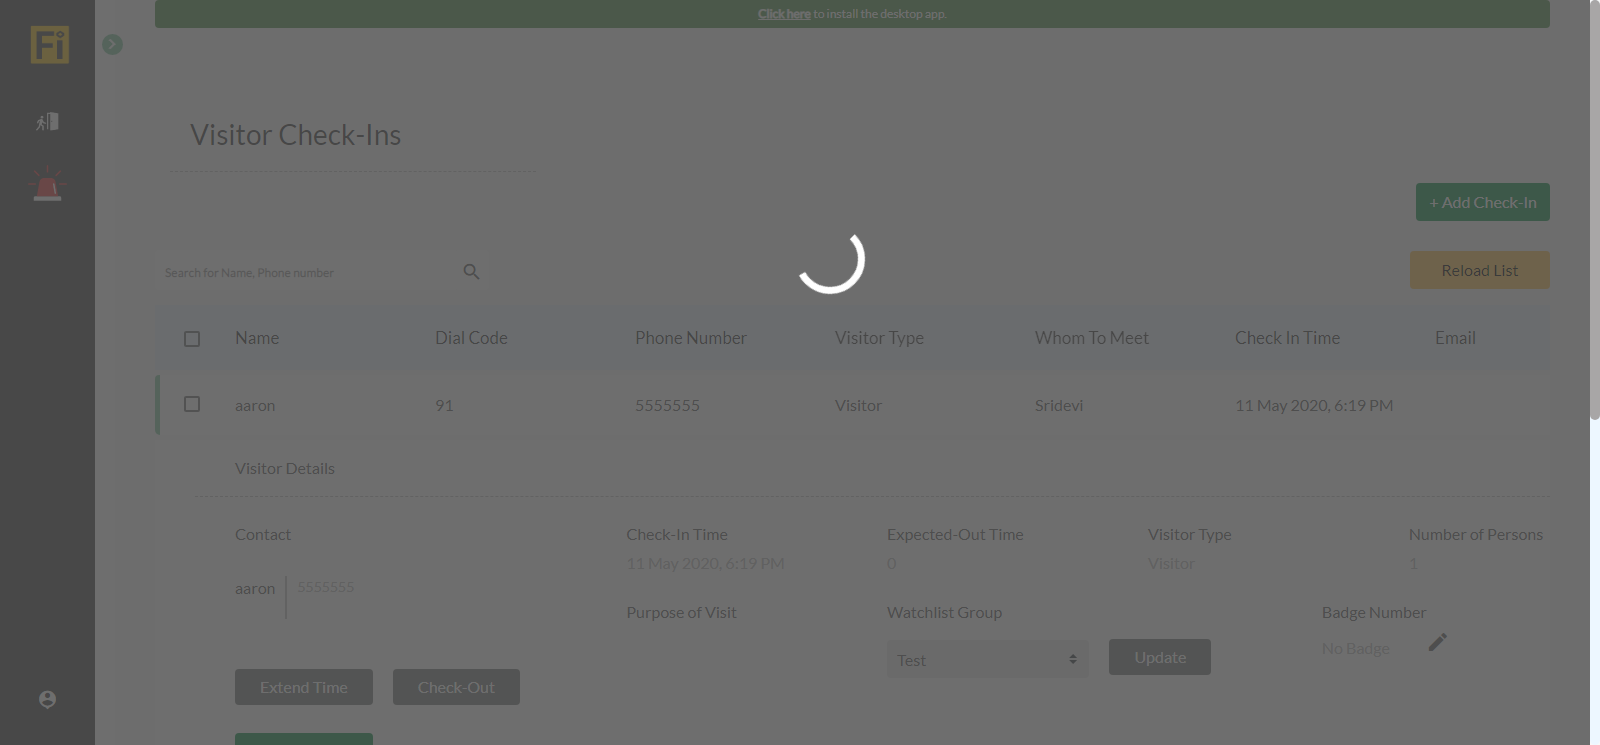 Click here to install the desktop app.
Fi
Visitor Check-Ins
+ Add Check-In
Search for Name, Phone number
Reload List
Name Dial Code Phone Number Visitor Type Whom To Meet Check In Time Email
aaron 91 5555555 Visitor Sridevi 11 May 2020, 6:19 PM
Visitor Details
Contact Check-In Time Expected-Out Time Visitor Type Number of Persons
11 May 2020, 6:19 PM 0 Visitor 1
aaron 5555555
Purpose of Visit Watchlist Group Badge Number
Test Update No Badge
Extend Time Check-Out